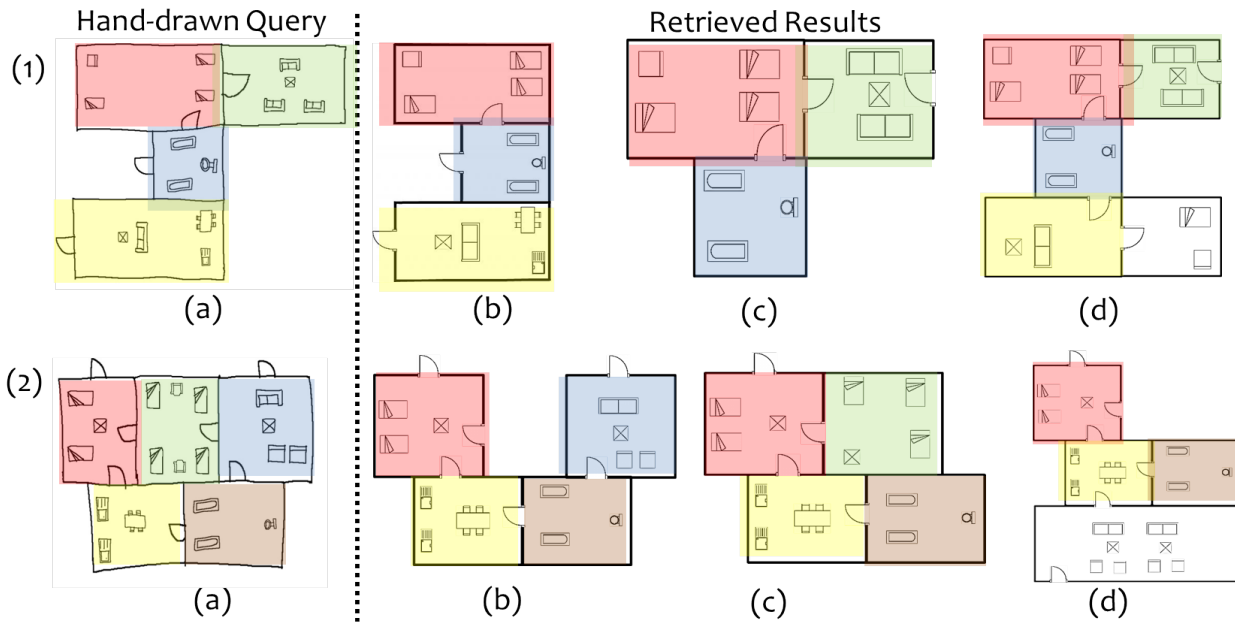 Hand-drawn Query
Retrieved Results
(1)
(a)
(b)
(c)
(d)
(2)
(a)
(b)
(c)
(d)